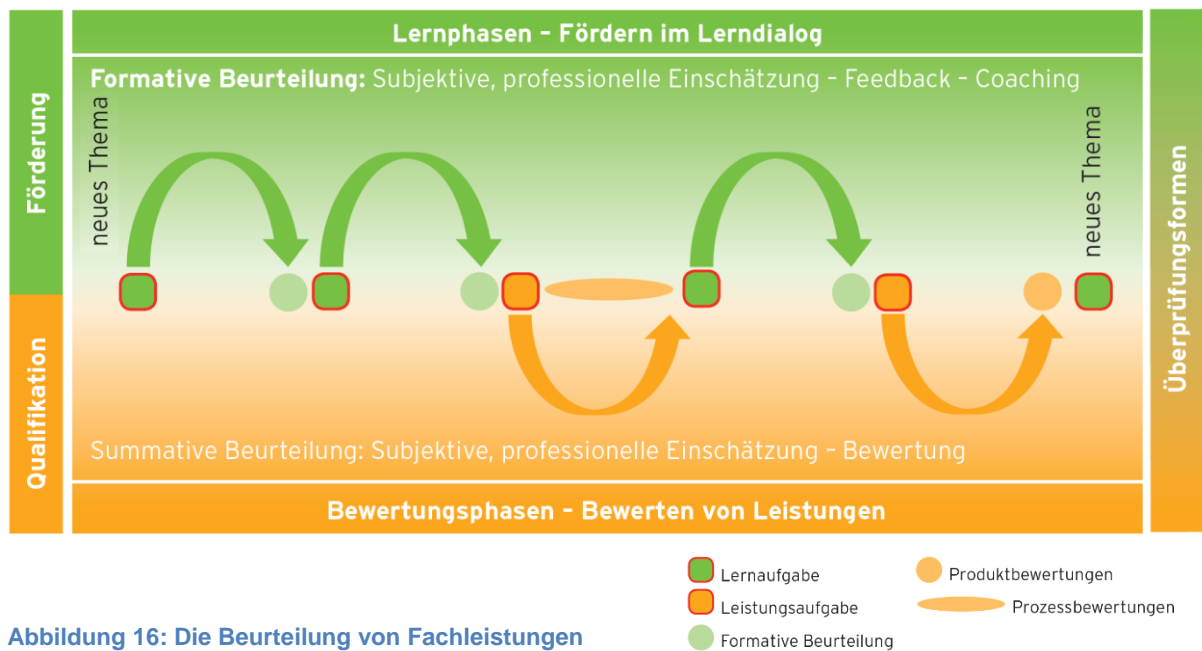 Lernphasen – Fördern im Lerndialog
Formative Beurteilung: Subjektive, professionelle Einschätzung – Feedback – Coaching
Förderung
neues Thema
neues Thema
Überprüfungsformen
Qualifikation
Summative Beurteilung: Subjektive, professionelle Einschätzung – Bewertung
Bewertungsphasen – Bewerten von Leistungen
Lernaufgabe
Produktbewertungen
Leistungsaufgabe
Prozessbewertungen
Formative Beurteilung
Abbildung 16: Die Beurteilung von Fachleistungen